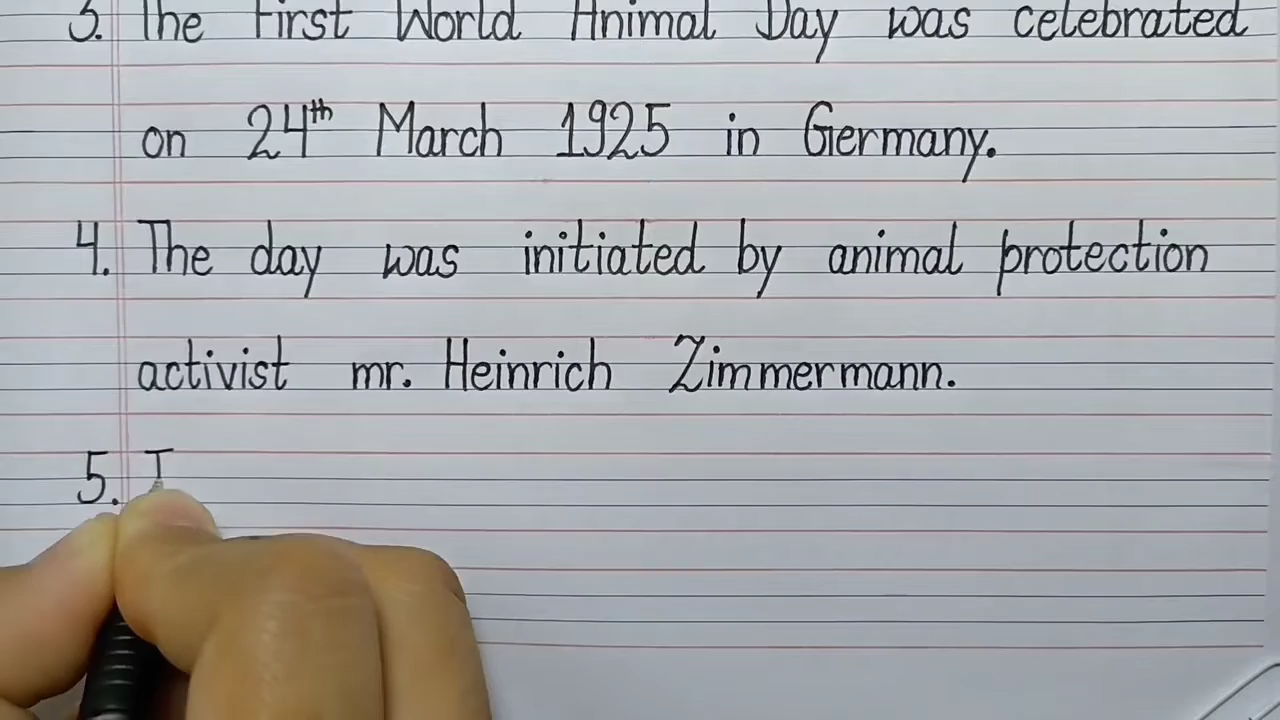 3. The First World Animal Day was celebrated
on 24th March 1925 in Germany.
4. The day was initiated by animal protection
activist mr. Heinrich Zimmermann.
5. T